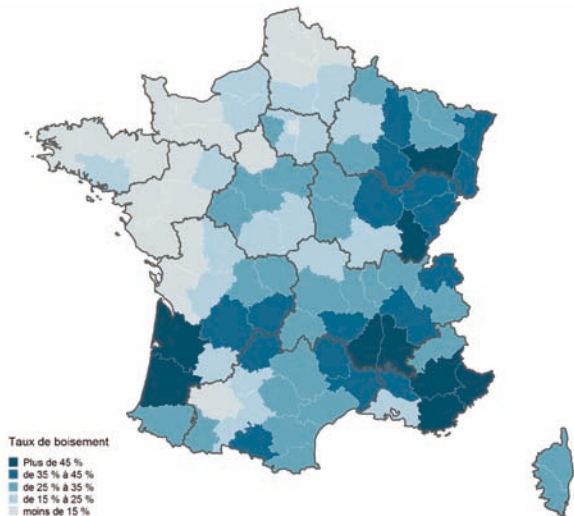 Taux de boisement
Plus de 45 %
de 35 % à 45 %
de 25 % à 35 %
de 15 % à 25 %
moins de 15 %